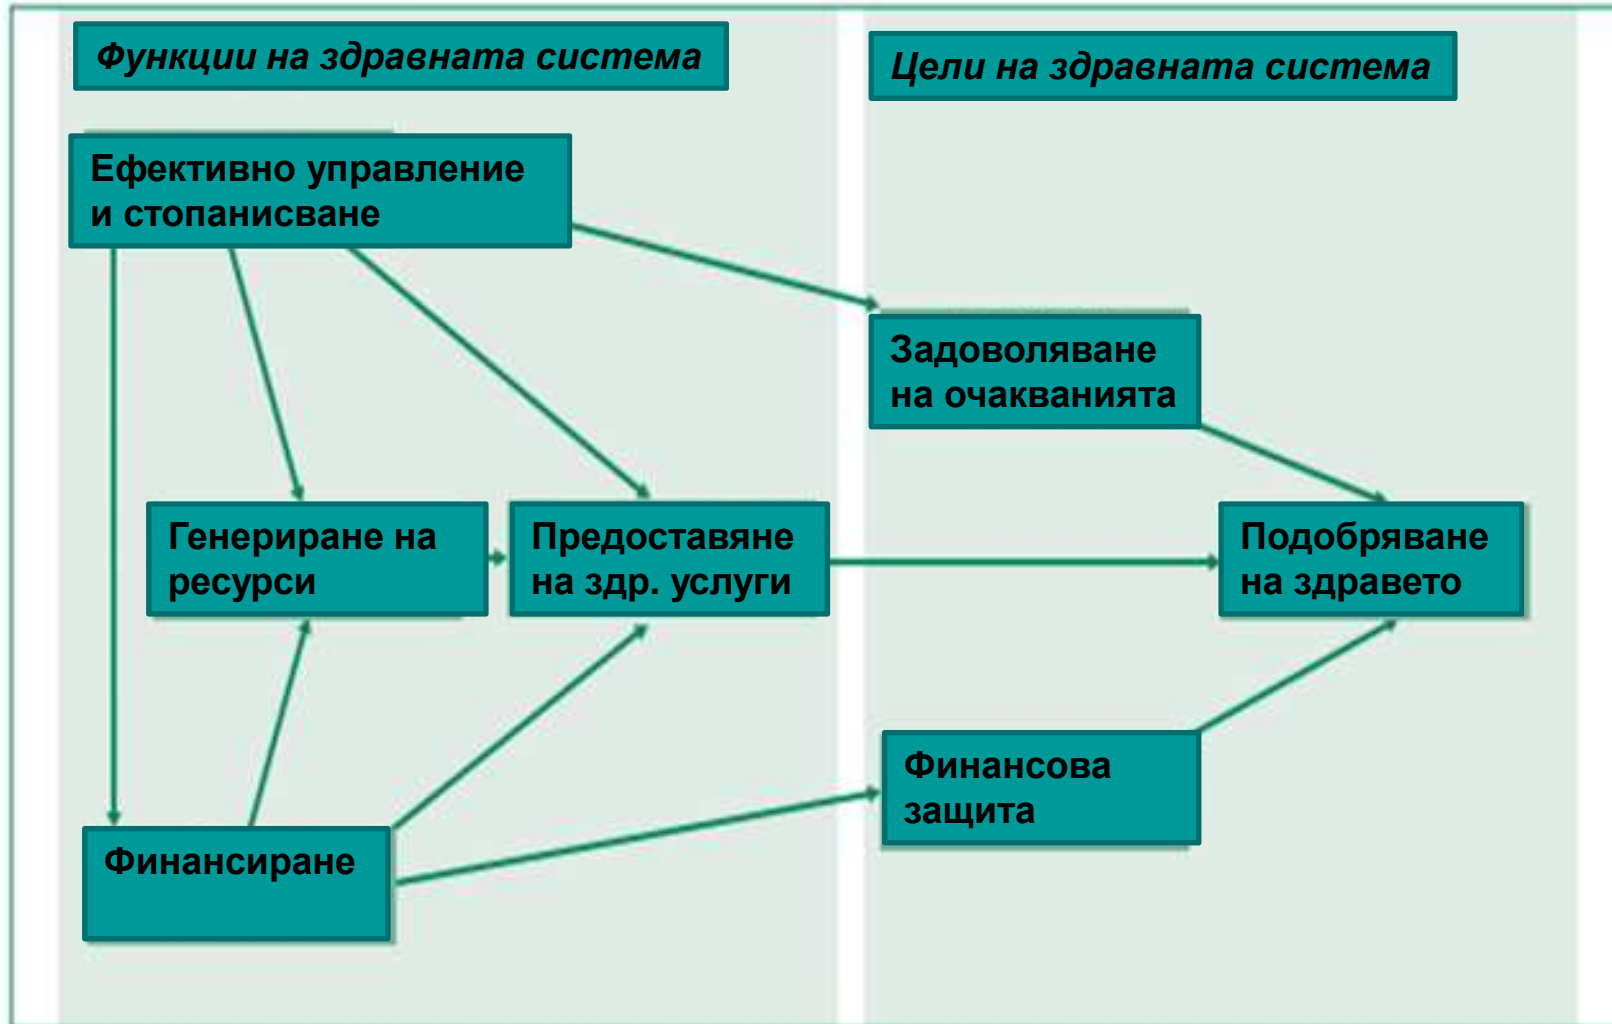 Функции на здравната система
Цели на здравната система
Ефективно управление
и стопанисване
Задоволяване
на очакванията
Генериране на
ресурси
Предоставяне
на здр. услуги
Подобряване
на здравето
Финансова
защита
Финансиране